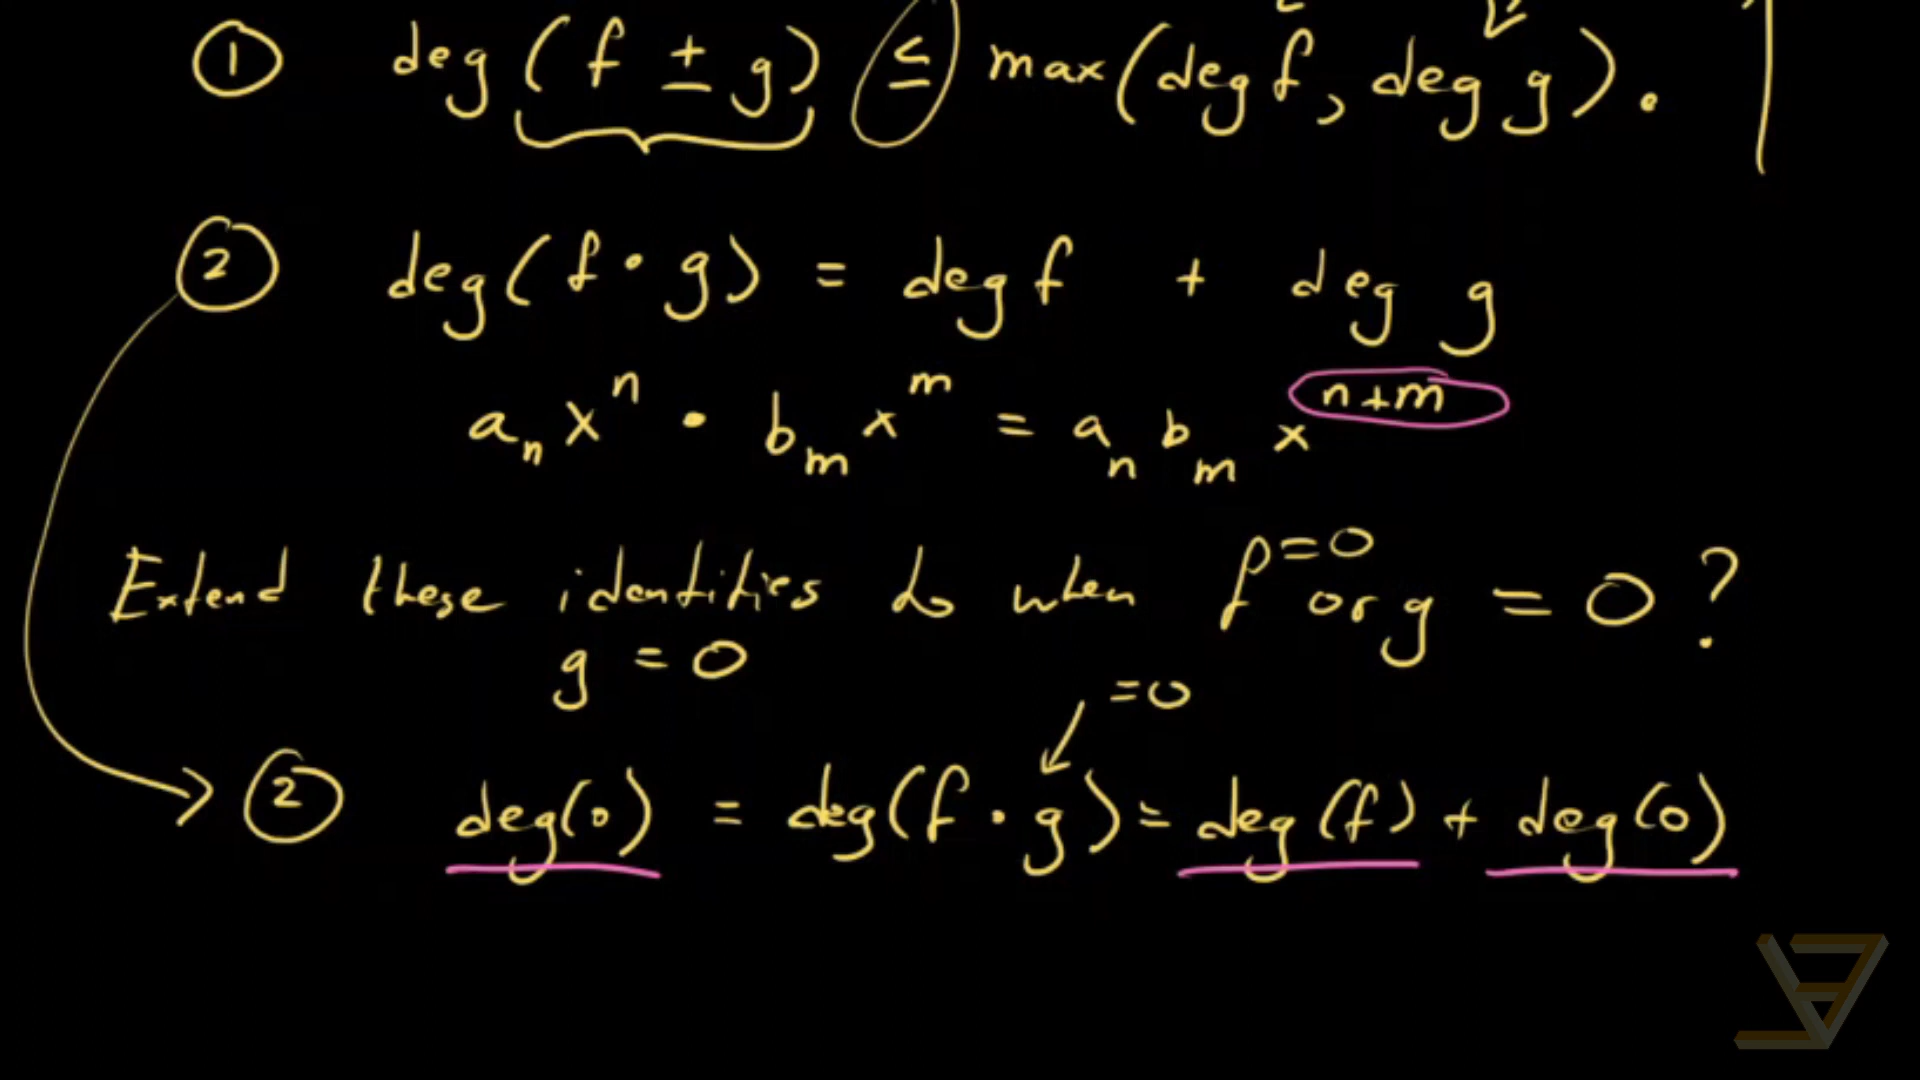 ① deg(f ± g) ≤ max(deg f, deg g).
② deg(f · g) = deg f + deg g
aₙxⁿ · bₘxᵐ = aₙbₘxⁿ⁺ᵐ
Extend these identities to when f=0 or g = 0?
g = 0
=0
② deg(0) = deg(f · g) = deg(f) + deg(0)